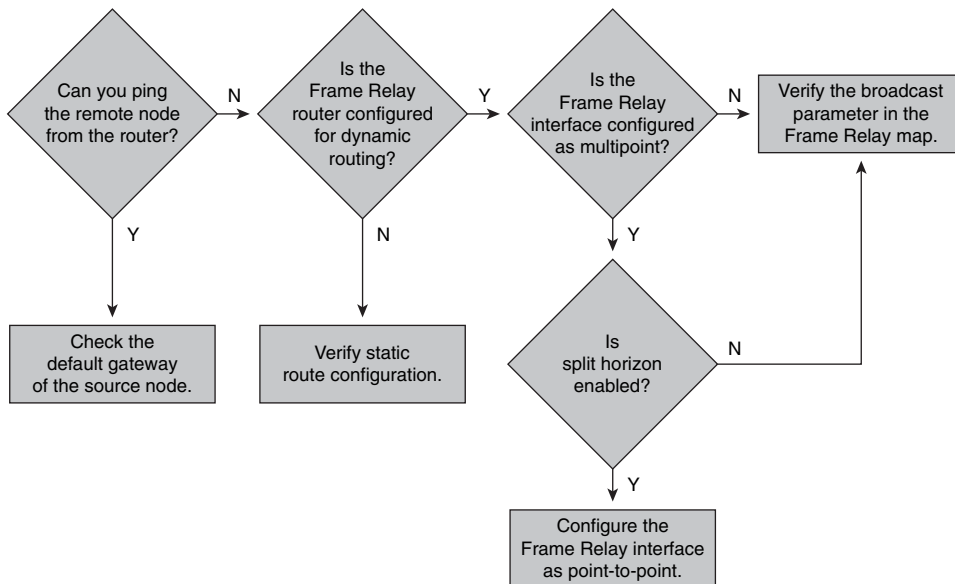 Can you ping
the remote node
from the router?
N
Is the
Frame Relay
router configured
for dynamic
routing?
Y
Is the
Frame Relay
interface configured
as multipoint?
N
Verify the broadcast
parameter in the
Frame Relay map.
Y
N
Y
Check the
default gateway
of the source node.
Verify static
route configuration.
Is
split horizon
enabled?
N
Y
Configure the
Frame Relay interface
as point-to-point.